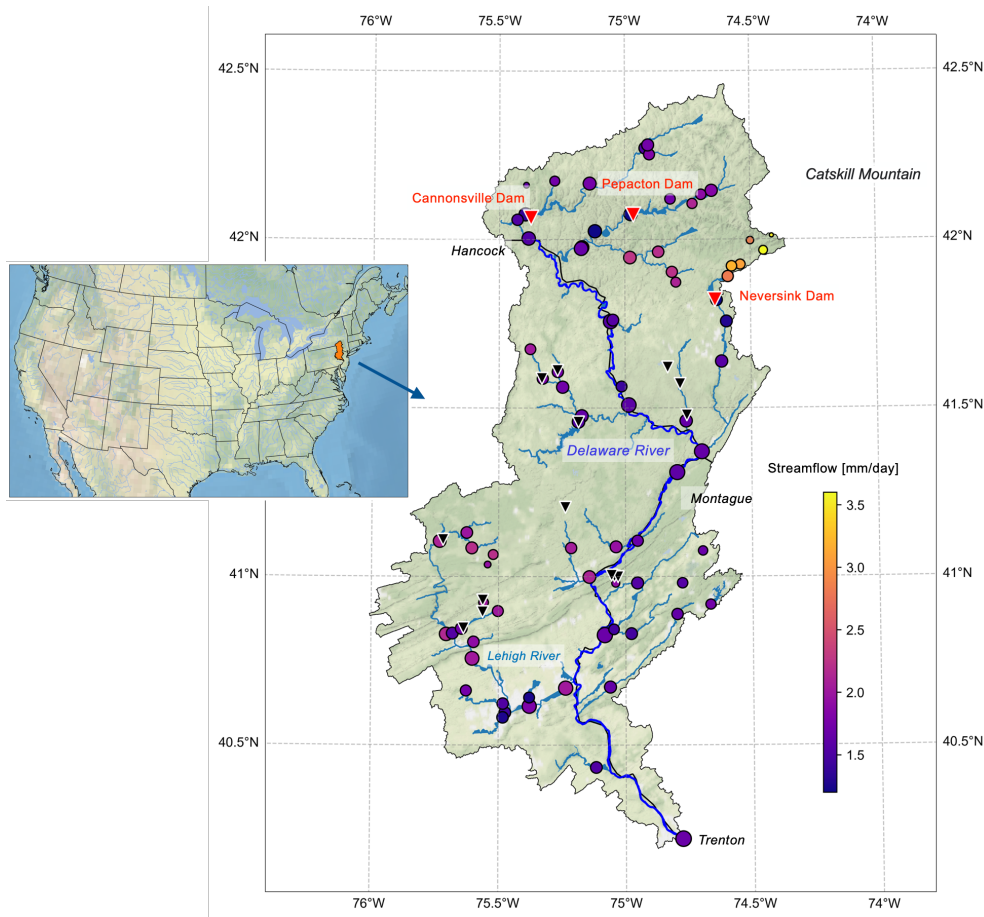 76°W 75.5°W 75°W 74.5°W
42.5°N 42.5°N
Catskill Mountain
Pepacton Dam
Cannonsville Dam
42°N 42°N
Hancock
Neversink Dam
41.5°N 41.5°N
Delaware River
Streamflow [mm/day]
Montague
3.5
41°N 41°N
3.0
2.5
Lehigh River
2.0
1.5
40.5°N 40.5°N
Trenton
76°W 75.5°W 75°W 74.5°W 74°W